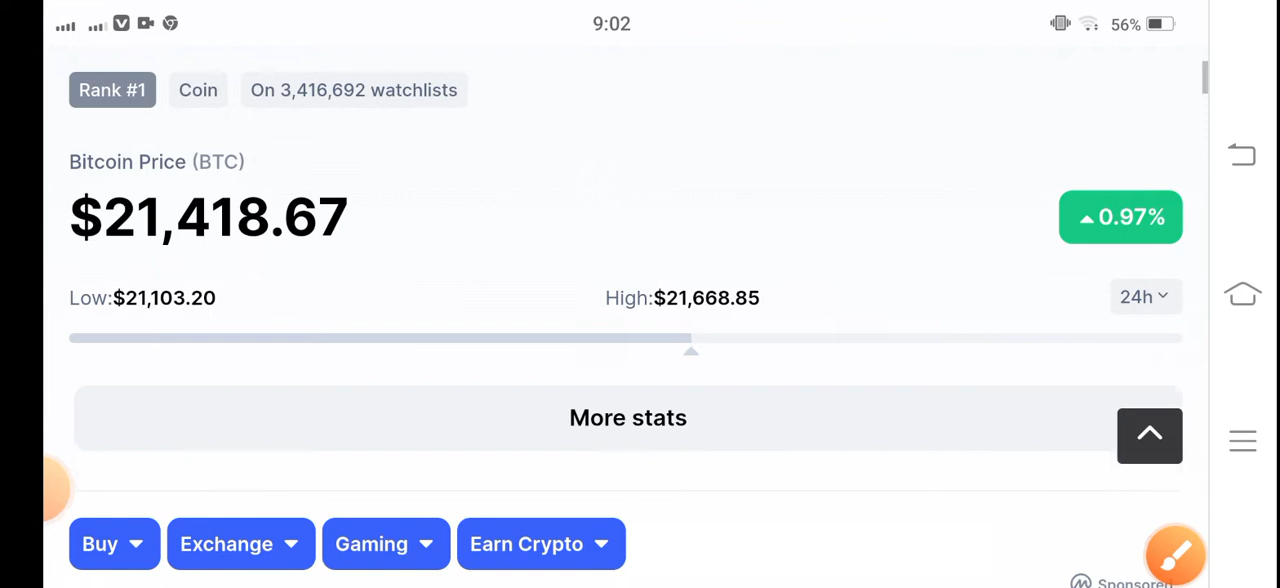 9:02
56%
Rank #1 Coin On 3,416,692 watchlists
Bitcoin Price (BTC)
$21,418.67
0.97%
Low:$21,103.20 High:$21,668.85 24h
More stats
Buy Exchange Gaming Earn Crypto
Sponsored